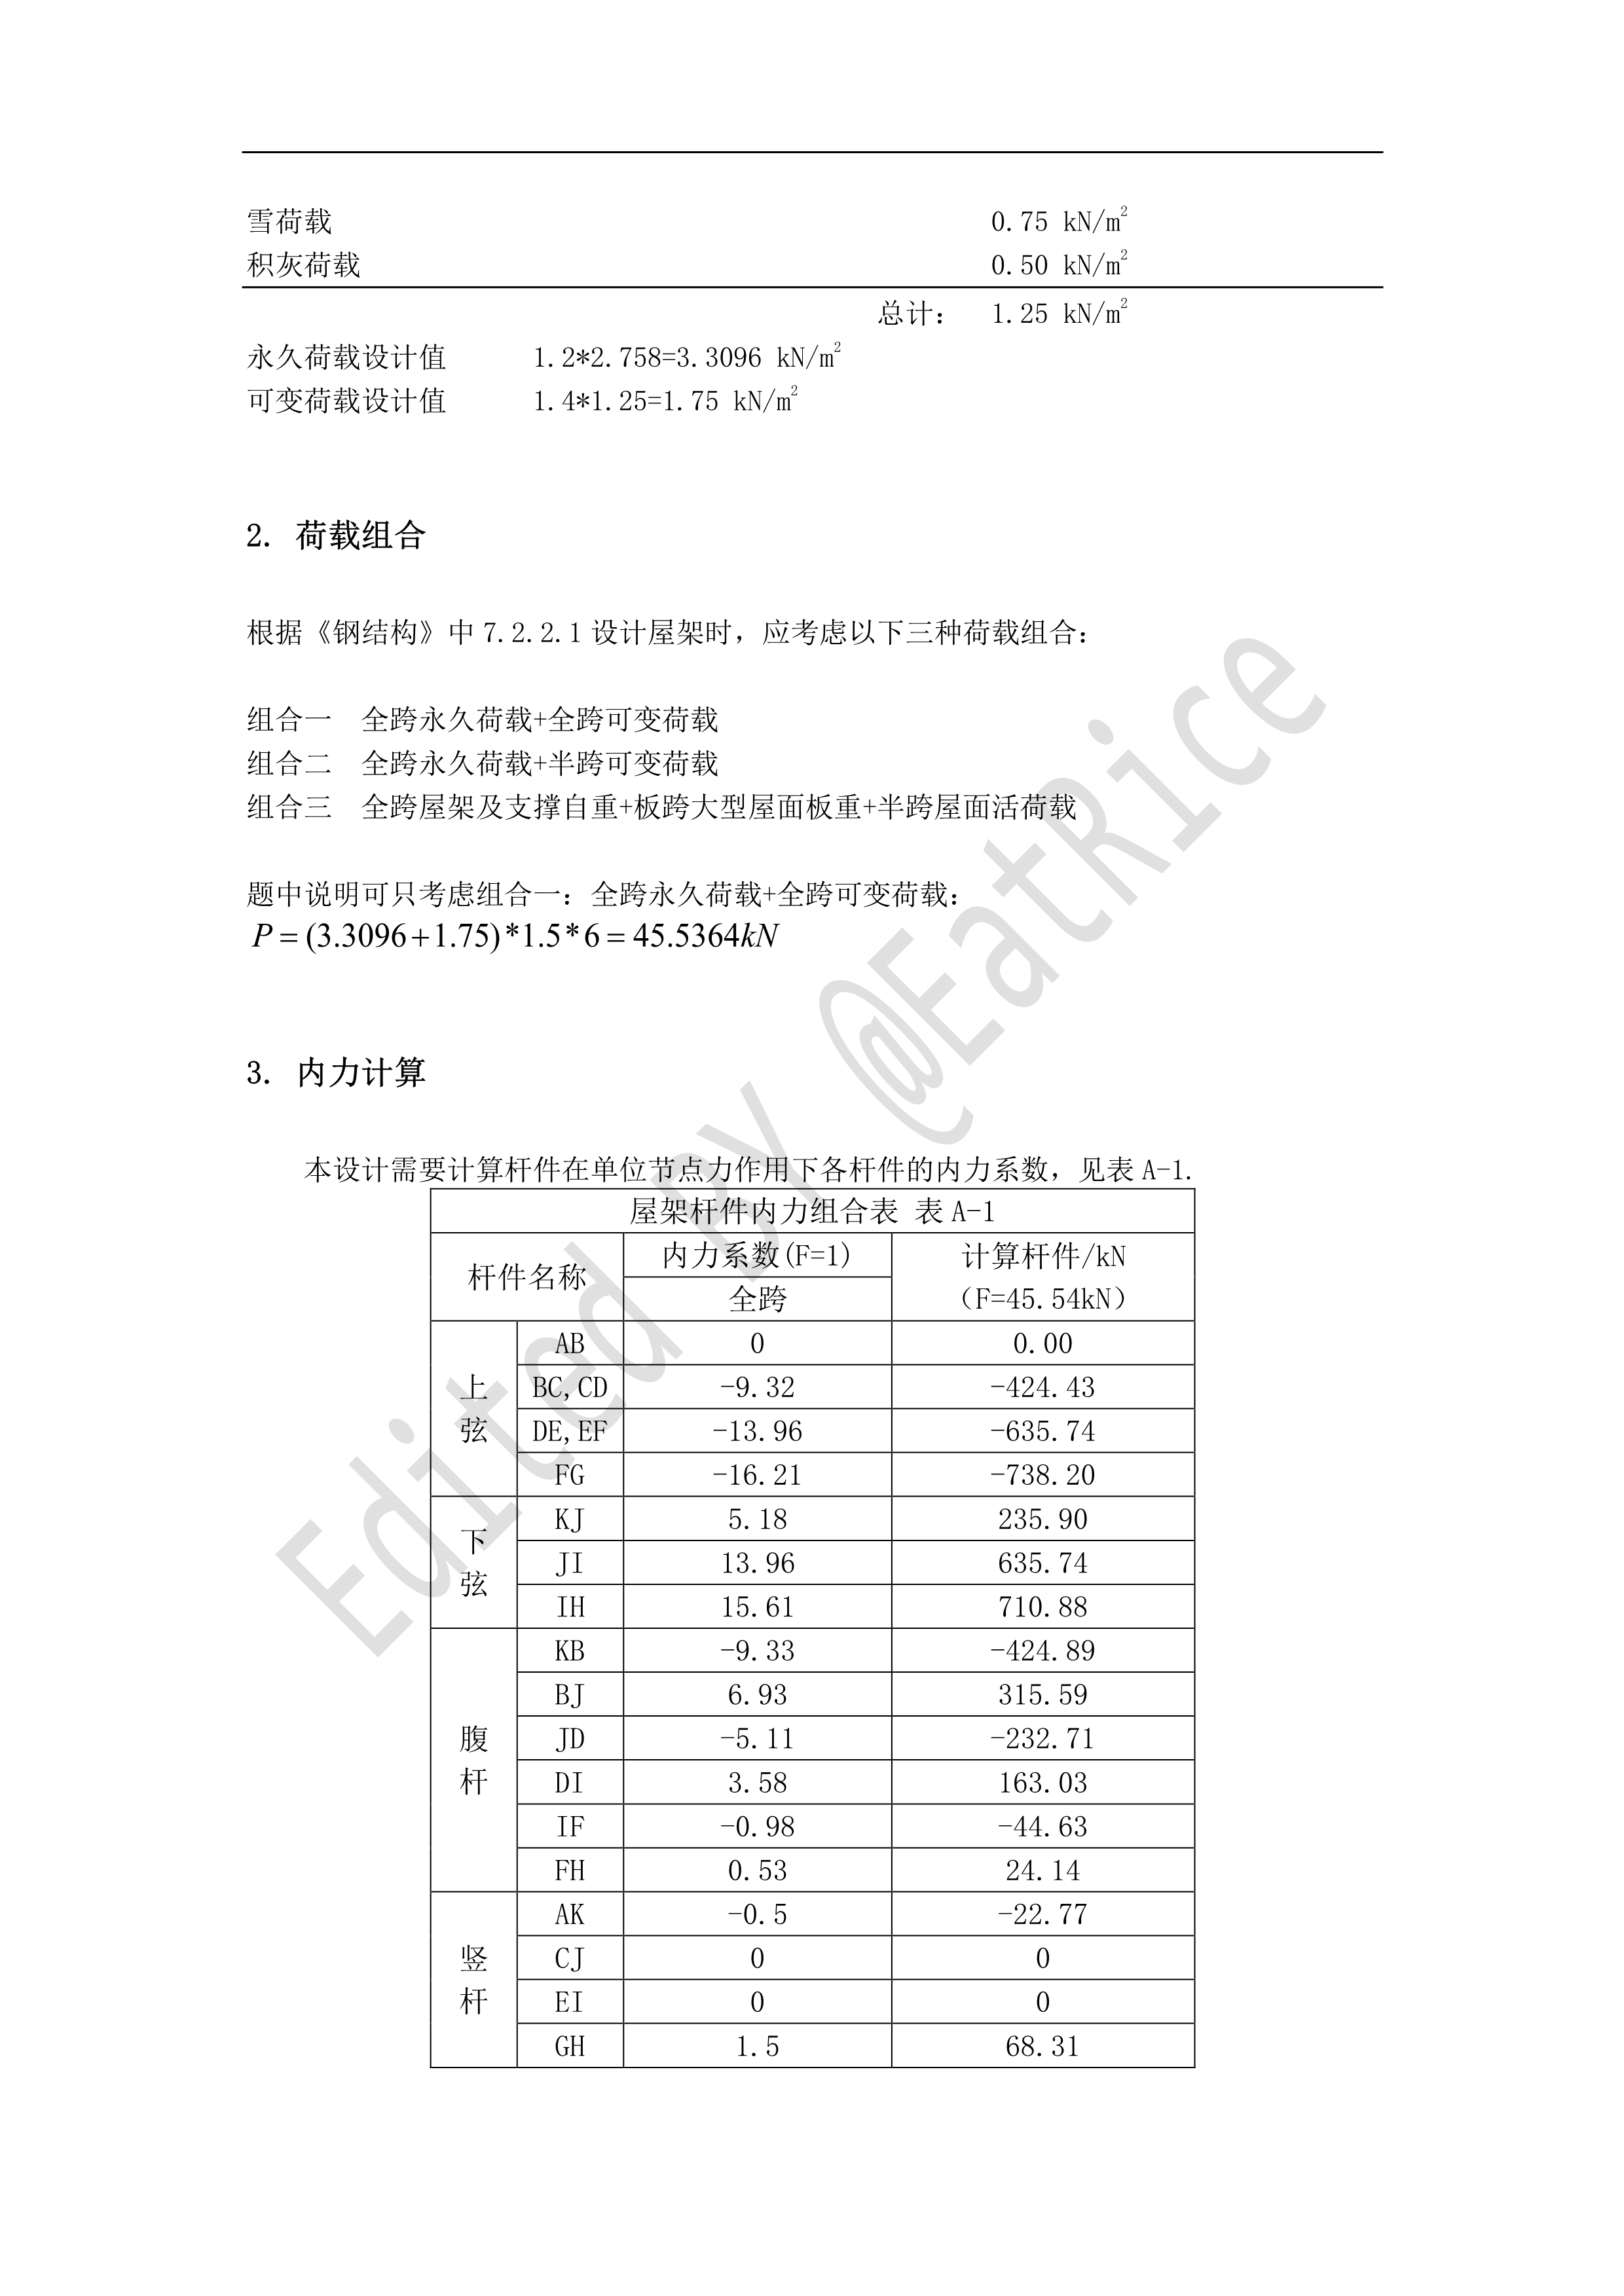 雪荷载 0.75 kN/m²
积灰荷载 0.50 kN/m²
总计： 1.25 kN/m²
永久荷载设计值 1.2*2.758=3.3096 kN/m²
可变荷载设计值 1.4*1.25=1.75 kN/m²
2. 荷载组合
根据《钢结构》中 7.2.2.1 设计屋架时，应考虑以下三种荷载组合：
组合一 全跨永久荷载+全跨可变荷载
组合二 全跨永久荷载+半跨可变荷载
组合三 全跨屋架及支撑自重+板跨大型屋面板重+半跨屋面活荷载
题中说明可只考虑组合一：全跨永久荷载+全跨可变荷载：
P = (3.3096+1.75)*1.5*6 = 45.5364kN
3. 内力计算
本设计需要计算杆件在单位节点力作用下各杆件的内力系数，见表 A-1.
屋架杆件内力组合表 表 A-1
杆件名称 内力系数(F=1) 计算杆件/kN
全跨 （F=45.54kN）
上弦 AB 0 0.00
BC,CD -9.32 -424.43
DE,EF -13.96 -635.74
FG -16.21 -738.20
下弦 KJ 5.18 235.90
JI 13.96 635.74
IH 15.61 710.88
腹杆 KB -9.33 -424.89
BJ 6.93 315.59
JD -5.11 -232.71
DI 3.58 163.03
IF -0.98 -44.63
FH 0.53 24.14
竖杆 AK -0.5 -22.77
CJ 0 0
EI 0 0
GH 1.5 68.31
Edited BY @EatRice